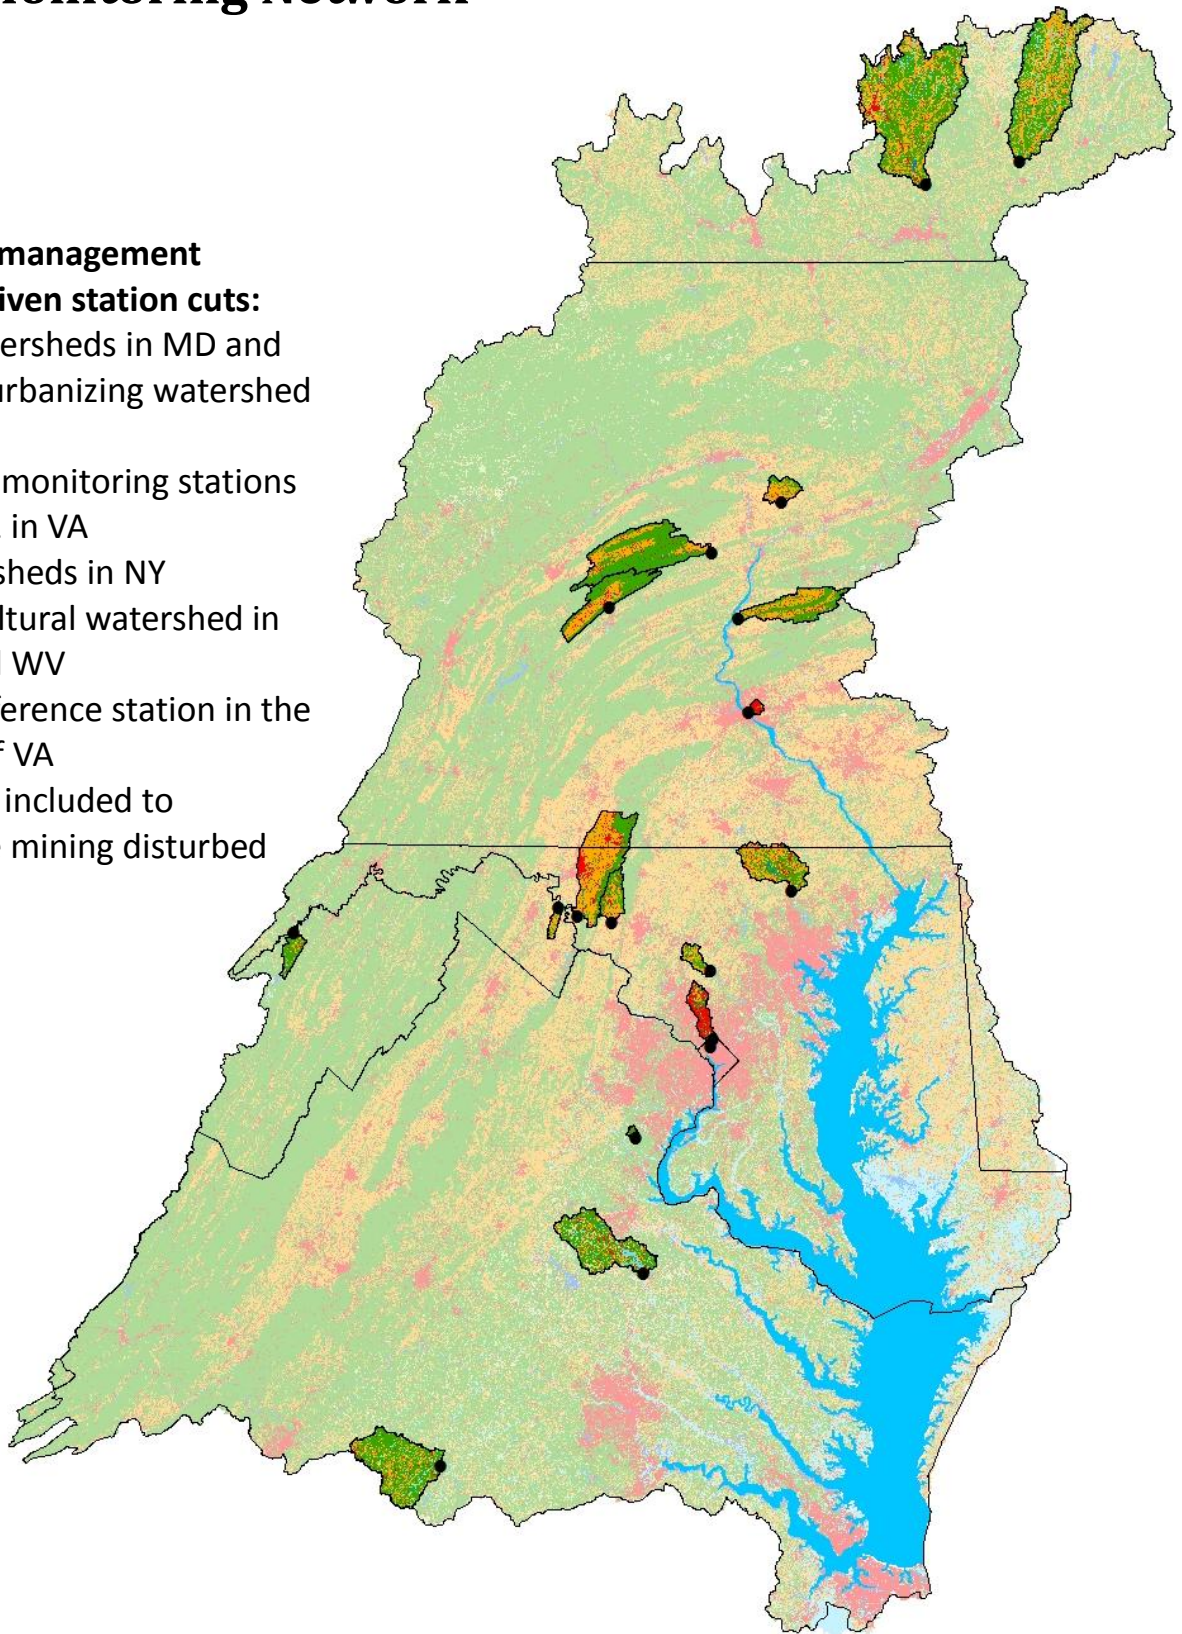 Monitoring Network
management
iven station cuts:
ersheds in MD and
urbanizing watershed
monitoring stations
in VA
sheds in NY
ltural watershed in
WV
ference station in the
VA
included to
mining disturbed